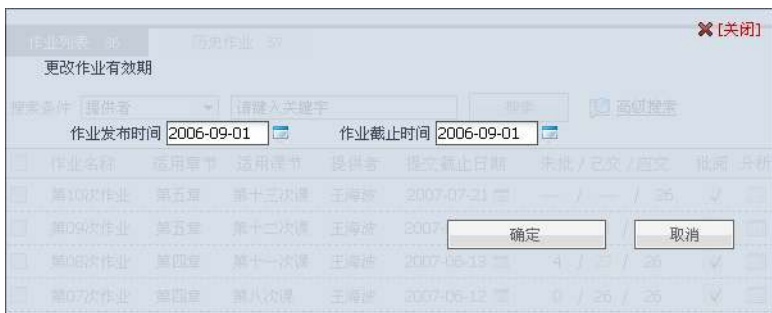 [关闭]
作业列表 36 历史作业 57
更改作业有效期
搜索条件 提供者 请键入关键字 搜索 高级搜索
作业发布时间 2006-09-01 作业截止时间 2006-09-01
作业名称 适用章节 适用课节 提供者 提交截止日期 未批 / 已交 / 应交 批阅 分析
第10次作业 第五章 第十三次课 王海波 2007-07-21 — / — / 26
第09次作业 第五章 第十二次课 王海波 2007-
确定 取消
第08次作业 第四章 第十一次课 王海波 2007-06-13 4 / / 26
第07次作业 第四章 第八次课 王海波 2007-06-12 0 / 26 / 26